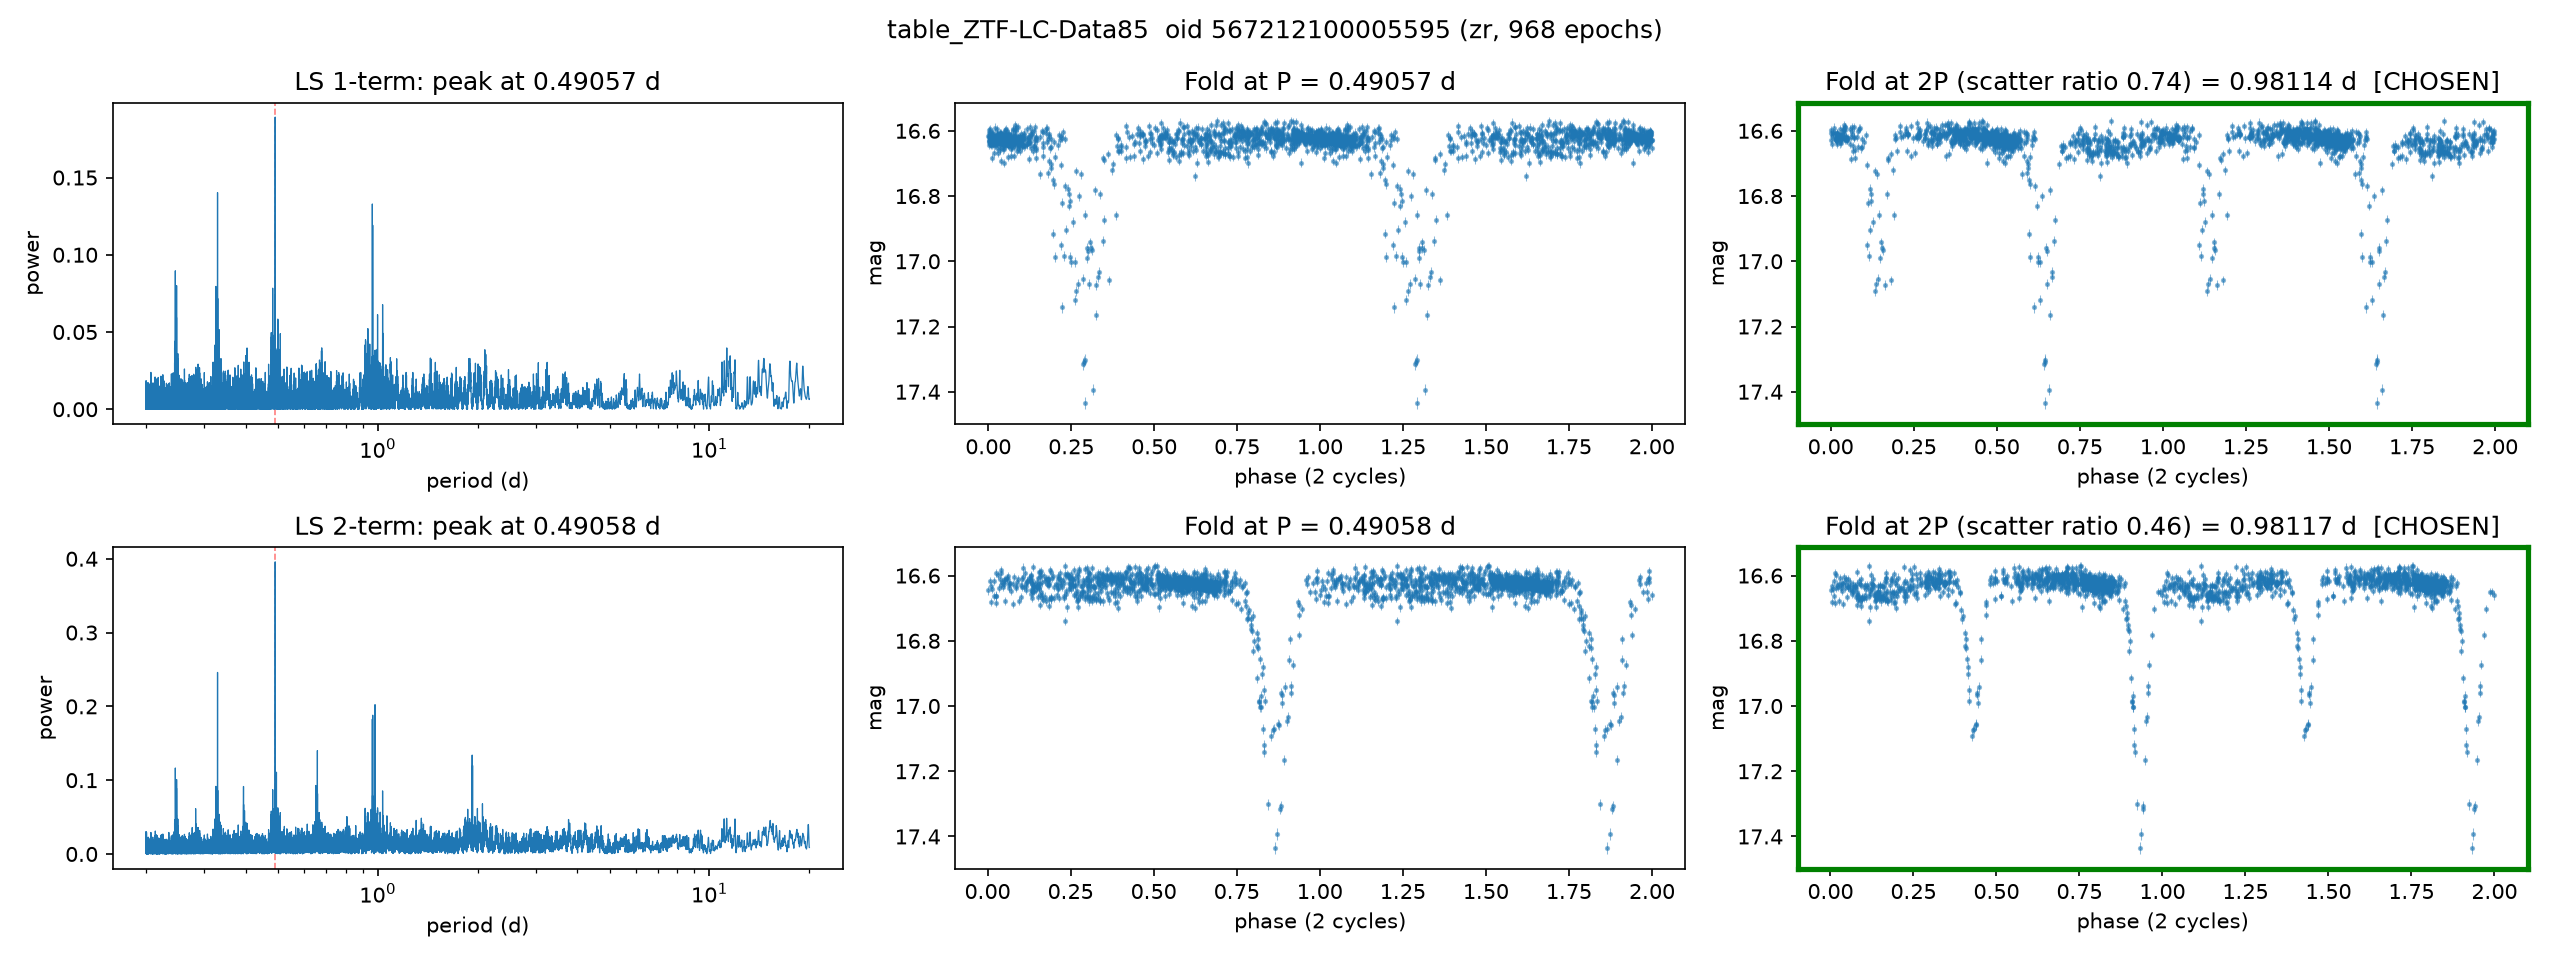 table_ZTF-LC-Data85  oid 567212100005595 (zr, 968 epochs)
LS 1-term: peak at 0.49057 d
power
0.15
0.10
0.05
0.00
10⁰
10¹
period (d)
Fold at P = 0.49057 d
mag
16.6
16.8
17.0
17.2
17.4
0.00 0.25 0.50 0.75 1.00 1.25 1.50 1.75 2.00
phase (2 cycles)
Fold at 2P (scatter ratio 0.74) = 0.98114 d  [CHOSEN]
mag
16.6
16.8
17.0
17.2
17.4
0.00 0.25 0.50 0.75 1.00 1.25 1.50 1.75 2.00
phase (2 cycles)
LS 2-term: peak at 0.49058 d
power
0.4
0.3
0.2
0.1
0.0
10⁰
10¹
period (d)
Fold at P = 0.49058 d
mag
16.6
16.8
17.0
17.2
17.4
0.00 0.25 0.50 0.75 1.00 1.25 1.50 1.75 2.00
phase (2 cycles)
Fold at 2P (scatter ratio 0.46) = 0.98117 d  [CHOSEN]
mag
16.6
16.8
17.0
17.2
17.4
0.00 0.25 0.50 0.75 1.00 1.25 1.50 1.75 2.00
phase (2 cycles)